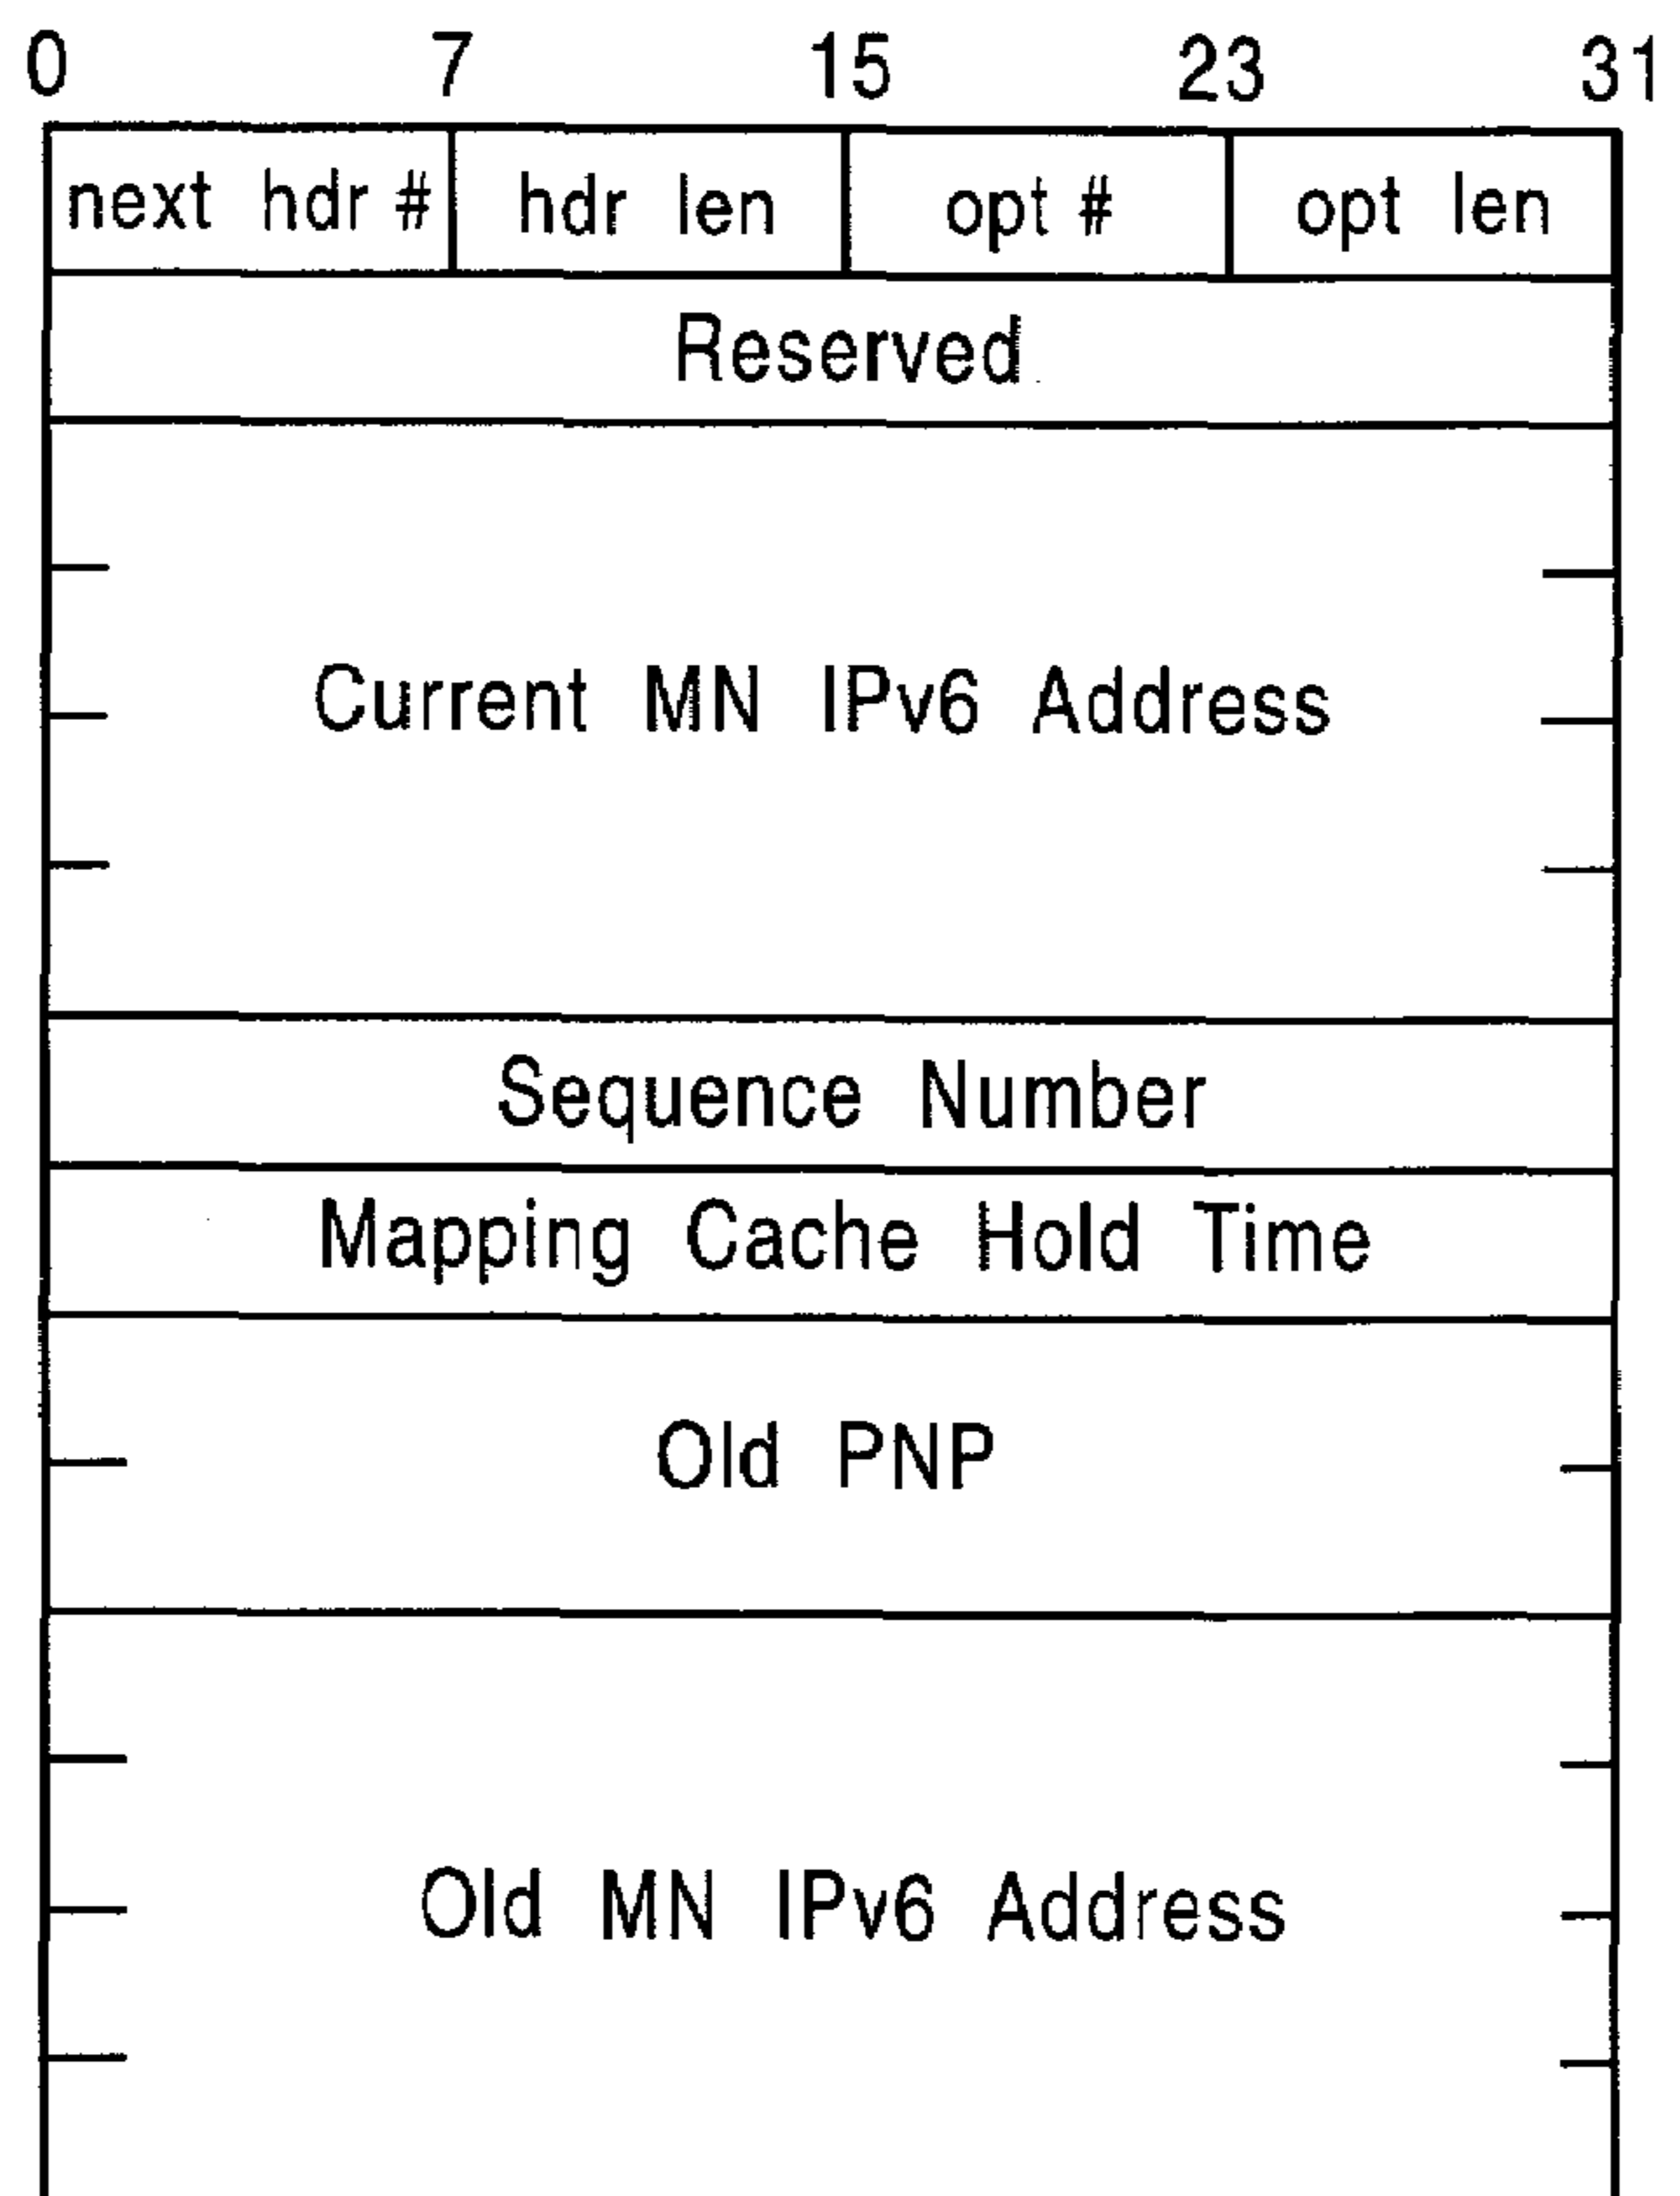 0 7 15 23 31
next hdr # hdr len opt # opt len
Reserved
Current MN IPv6 Address
Sequence Number
Mapping Cache Hold Time
Old PNP
Old MN IPv6 Address